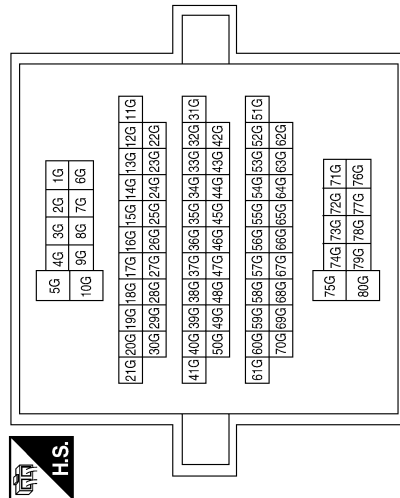 H.S.
5G 4G 3G 2G 1G
10G 9G 8G 7G 6G
21G 20G 19G 18G 17G 16G 15G 14G 13G 12G 11G
30G 29G 28G 27G 26G 25G 24G 23G 22G
41G 40G 39G 38G 37G 36G 35G 34G 33G 32G 31G
50G 49G 48G 47G 46G 45G 44G 43G 42G
61G 60G 59G 58G 57G 56G 55G 54G 53G 52G 51G
70G 69G 68G 67G 66G 65G 64G 63G 62G
75G 74G 73G 72G 71G
80G 79G 78G 77G 76G